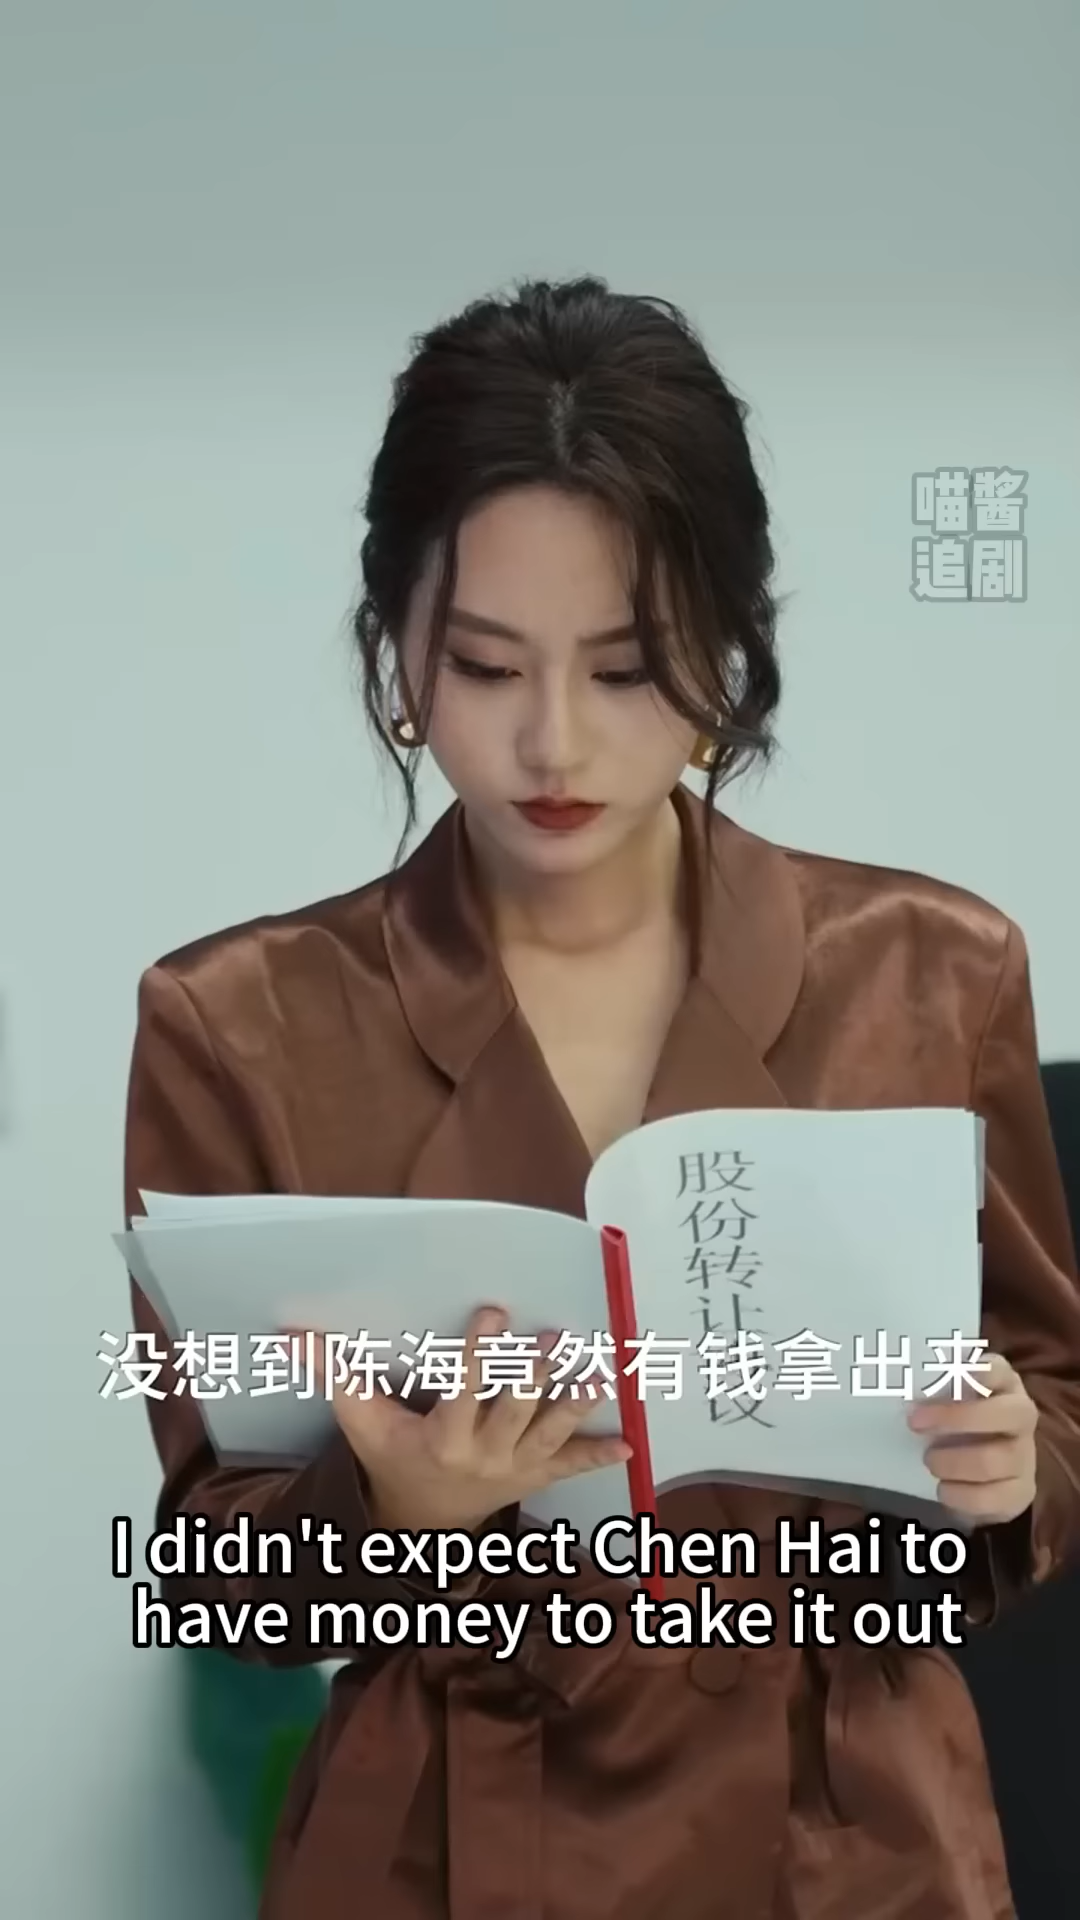 喵酱
追剧
股份转让
没想到陈海竟然有钱拿出来
I didn't expect Chen Hai to
have money to take it out